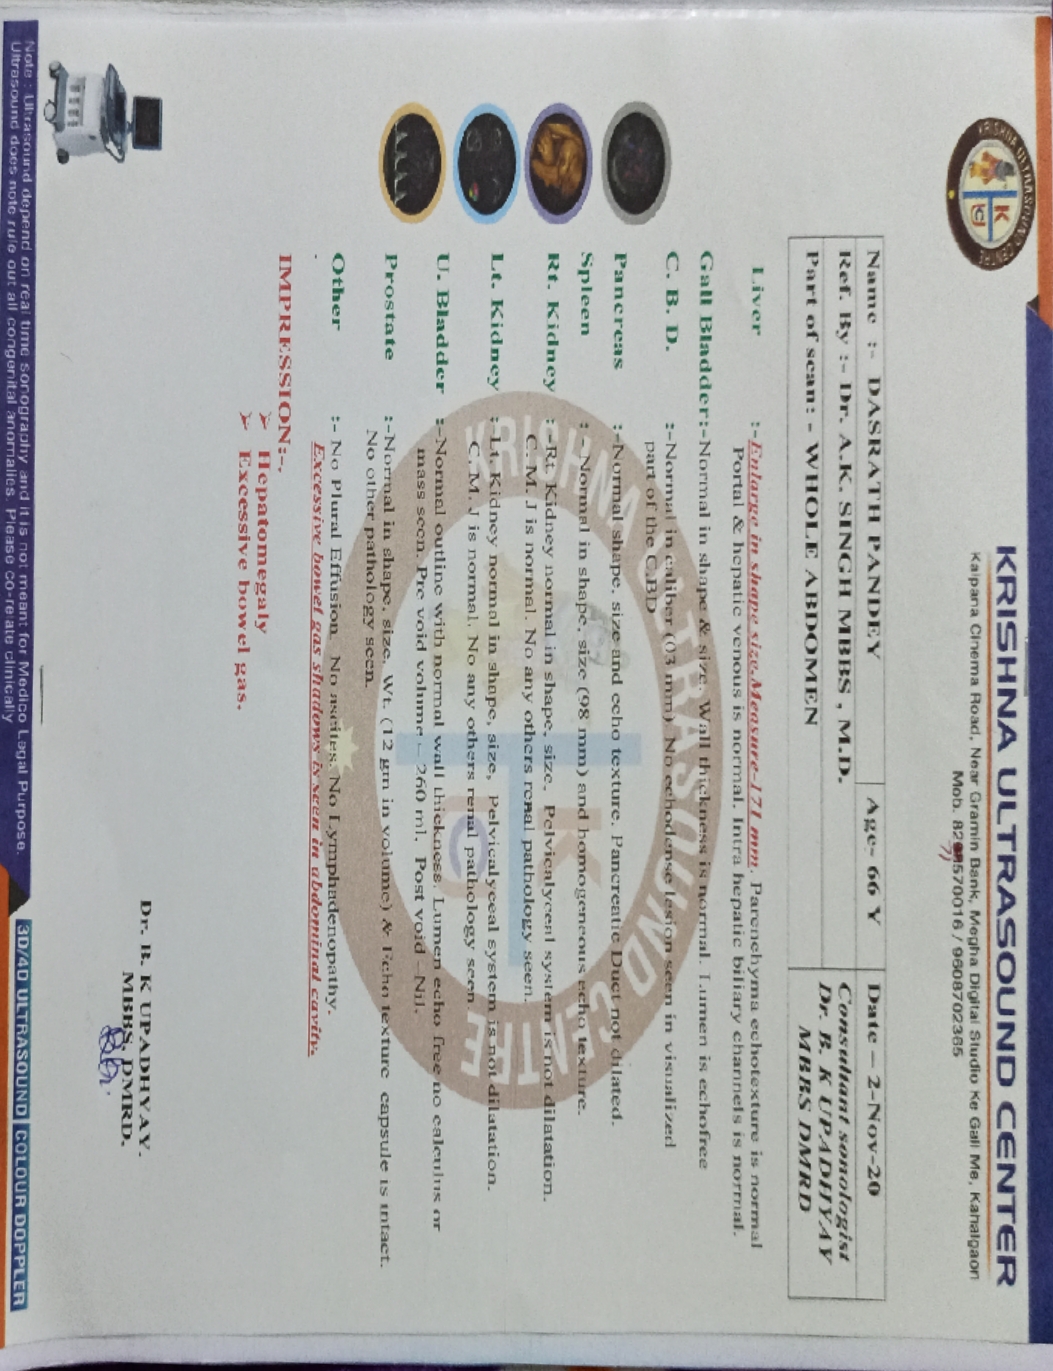 KRISHNA ULTRASOUND CENTRE
KRISHNA ULTRASOUND CENTER
Kalpana Cinema Road, Near Gramin Bank, Megha Digital Studio Ke Gali Me, Kahalgaon
Mob. 570016 / 9608702365
Name :- DASRATH PANDEY Age- 66 Y Date – 2-Nov-20
Ref. By :- Dr. A.K. SINGH MBBS , M.D. Consultant sonologist
Part of scan: - WHOLE ABDOMEN Dr. B. K UPADHYAY
MBBS DMRD
Liver :-Enlarge in shape size.Measure-171 mm. Parenchyma echotexture is normal
Portal & hepatic venous is normal. Intra hepatic biliary channels is normal.
Gall Bladder:-Normal in shape & size. Wall thickness is normal. Lumen is echofree
C. B. D. :-Normal in caliber (03 mm). No echodense lesion seen in visualized
part of the CBD
Pancreas :-Normal shape, size and echo texture. Pancreatic Duct not dilated.
Spleen :- Normal in shape, size (98 mm) and homogeneous echo texture.
Rt. Kidney :-Rt. Kidney normal in shape, size, Pelvicalyceal system is not dilatation.
C. M. J is normal. No any others renal pathology seen.
Lt. Kidney :Lt. Kidney normal in shape, size, Pelvicalyceal system is not dilatation.
C. M. J is normal. No any others renal pathology seen
U. Bladder :-Normal outline with normal wall thickness. Lumen echo free no calculus or
mass seen. Pre void volume – 260 ml. Post void –Nil.
Prostate :-Normal in shape, size, Wt. (12 gm in volume) & Echo texture capsule is intact.
No other pathology seen.
Other :- No Plural Effusion. No ascites. No Lymphadenopathy.
Excessive bowel gas shadows is seen in abdominal cavity.
IMPRESSION:-.
➢ Hepatomegaly
➢ Excessive bowel gas.
Dr. B. K UPADHYAY.
MBBS, DMRD.
Note : Ultrasound depend on real time sonography and it is not meant for Medico Legal Purpose.
Ultrasound does note rule out all congenital anomalies. Please co-relate clinically
3D/4D ULTRASOUND COLOUR DOPPLER
KRISHNA ULTRASOUND CENTRE